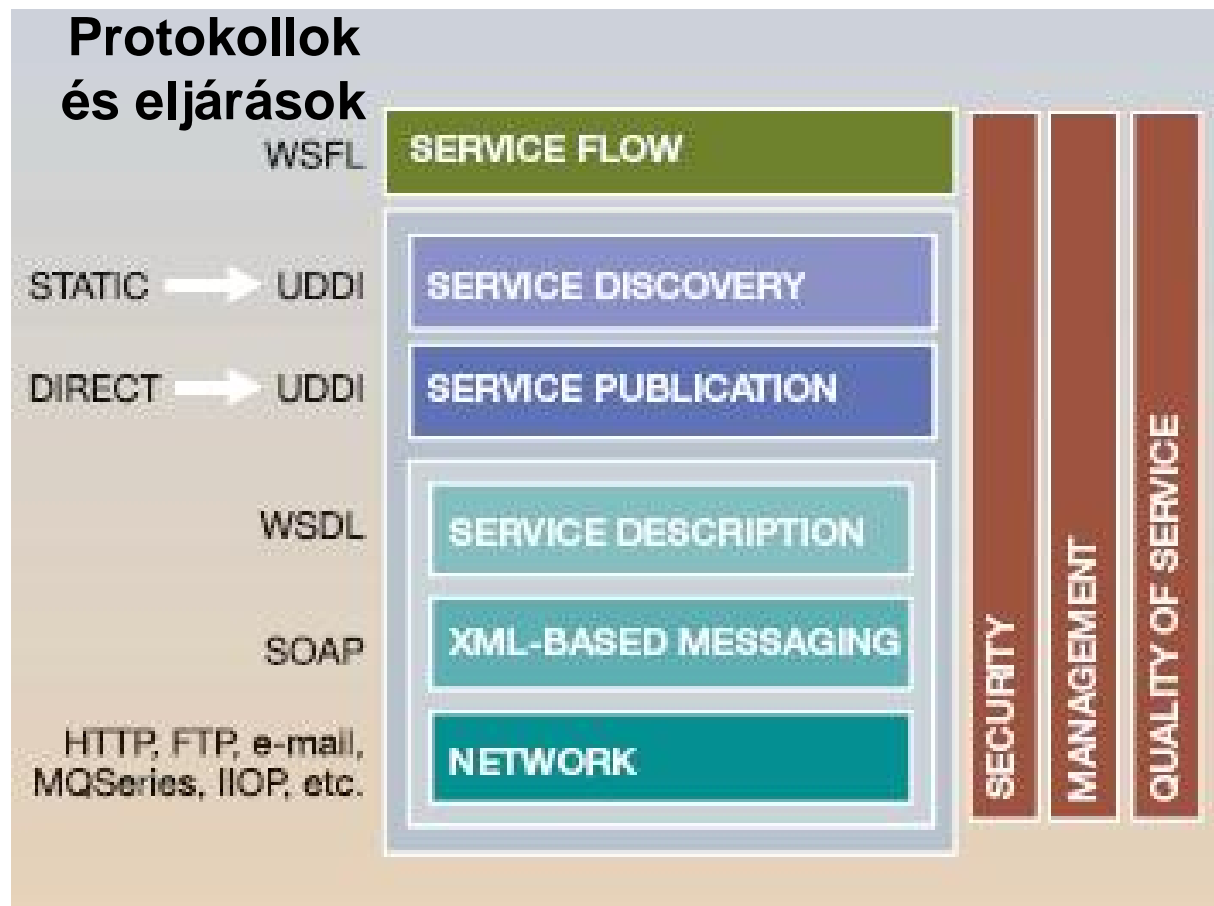 Protokollok
és eljárások
WSFL
SERVICE FLOW
STATIC
UDDI
SERVICE DISCOVERY
DIRECT
UDDI
SERVICE PUBLICATION
WSDL
SERVICE DESCRIPTION
SOAP
XML-BASED MESSAGING
HTTP, FTP, e-mail,
MQSeries, IIOP, etc.
NETWORK
SECURITY
MANAGEMENT
QUALITY OF SERVICE